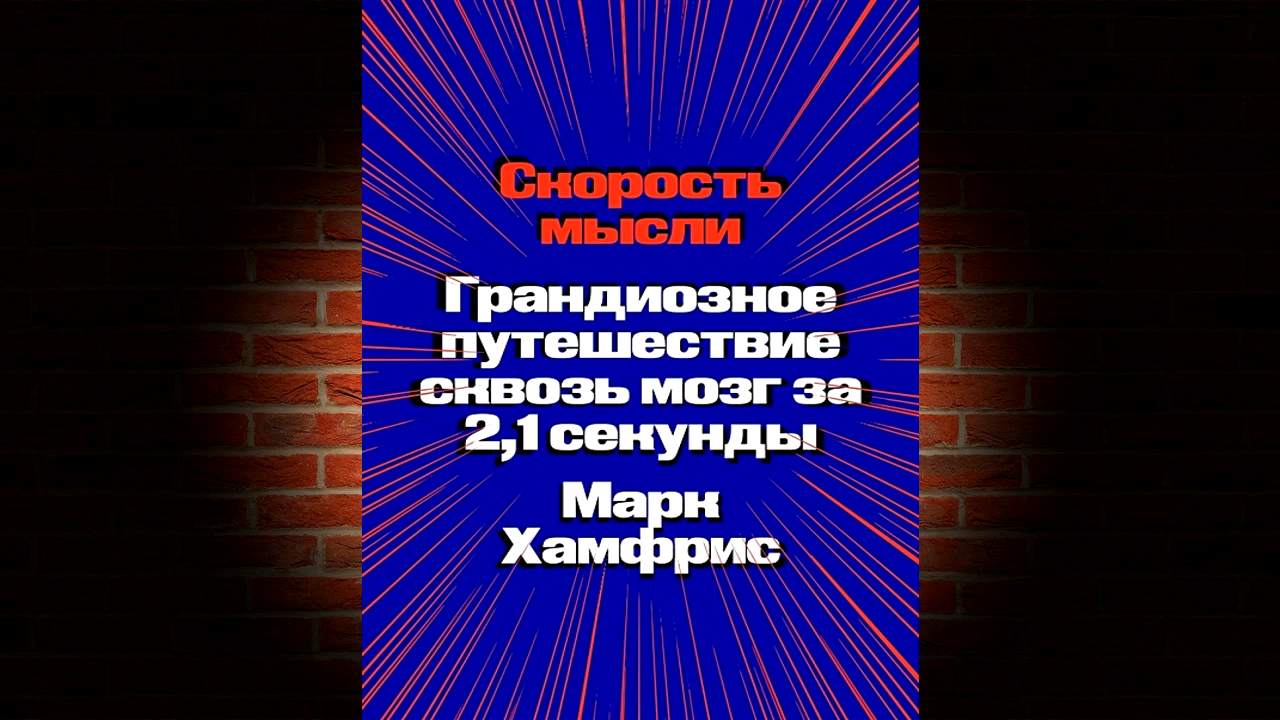 Скорость
мысли
Грандиозное
путешествие
сквозь мозг за
2,1 секунды
Марк
Хамфрис